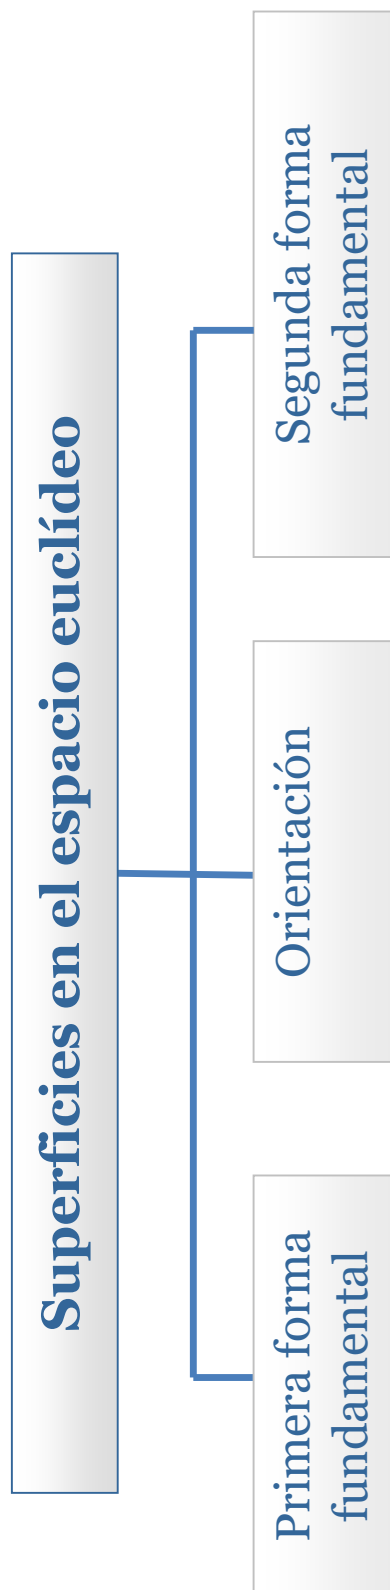 Superficies en el espacio euclídeo
Primera forma
fundamental
Orientación
Segunda forma
fundamental